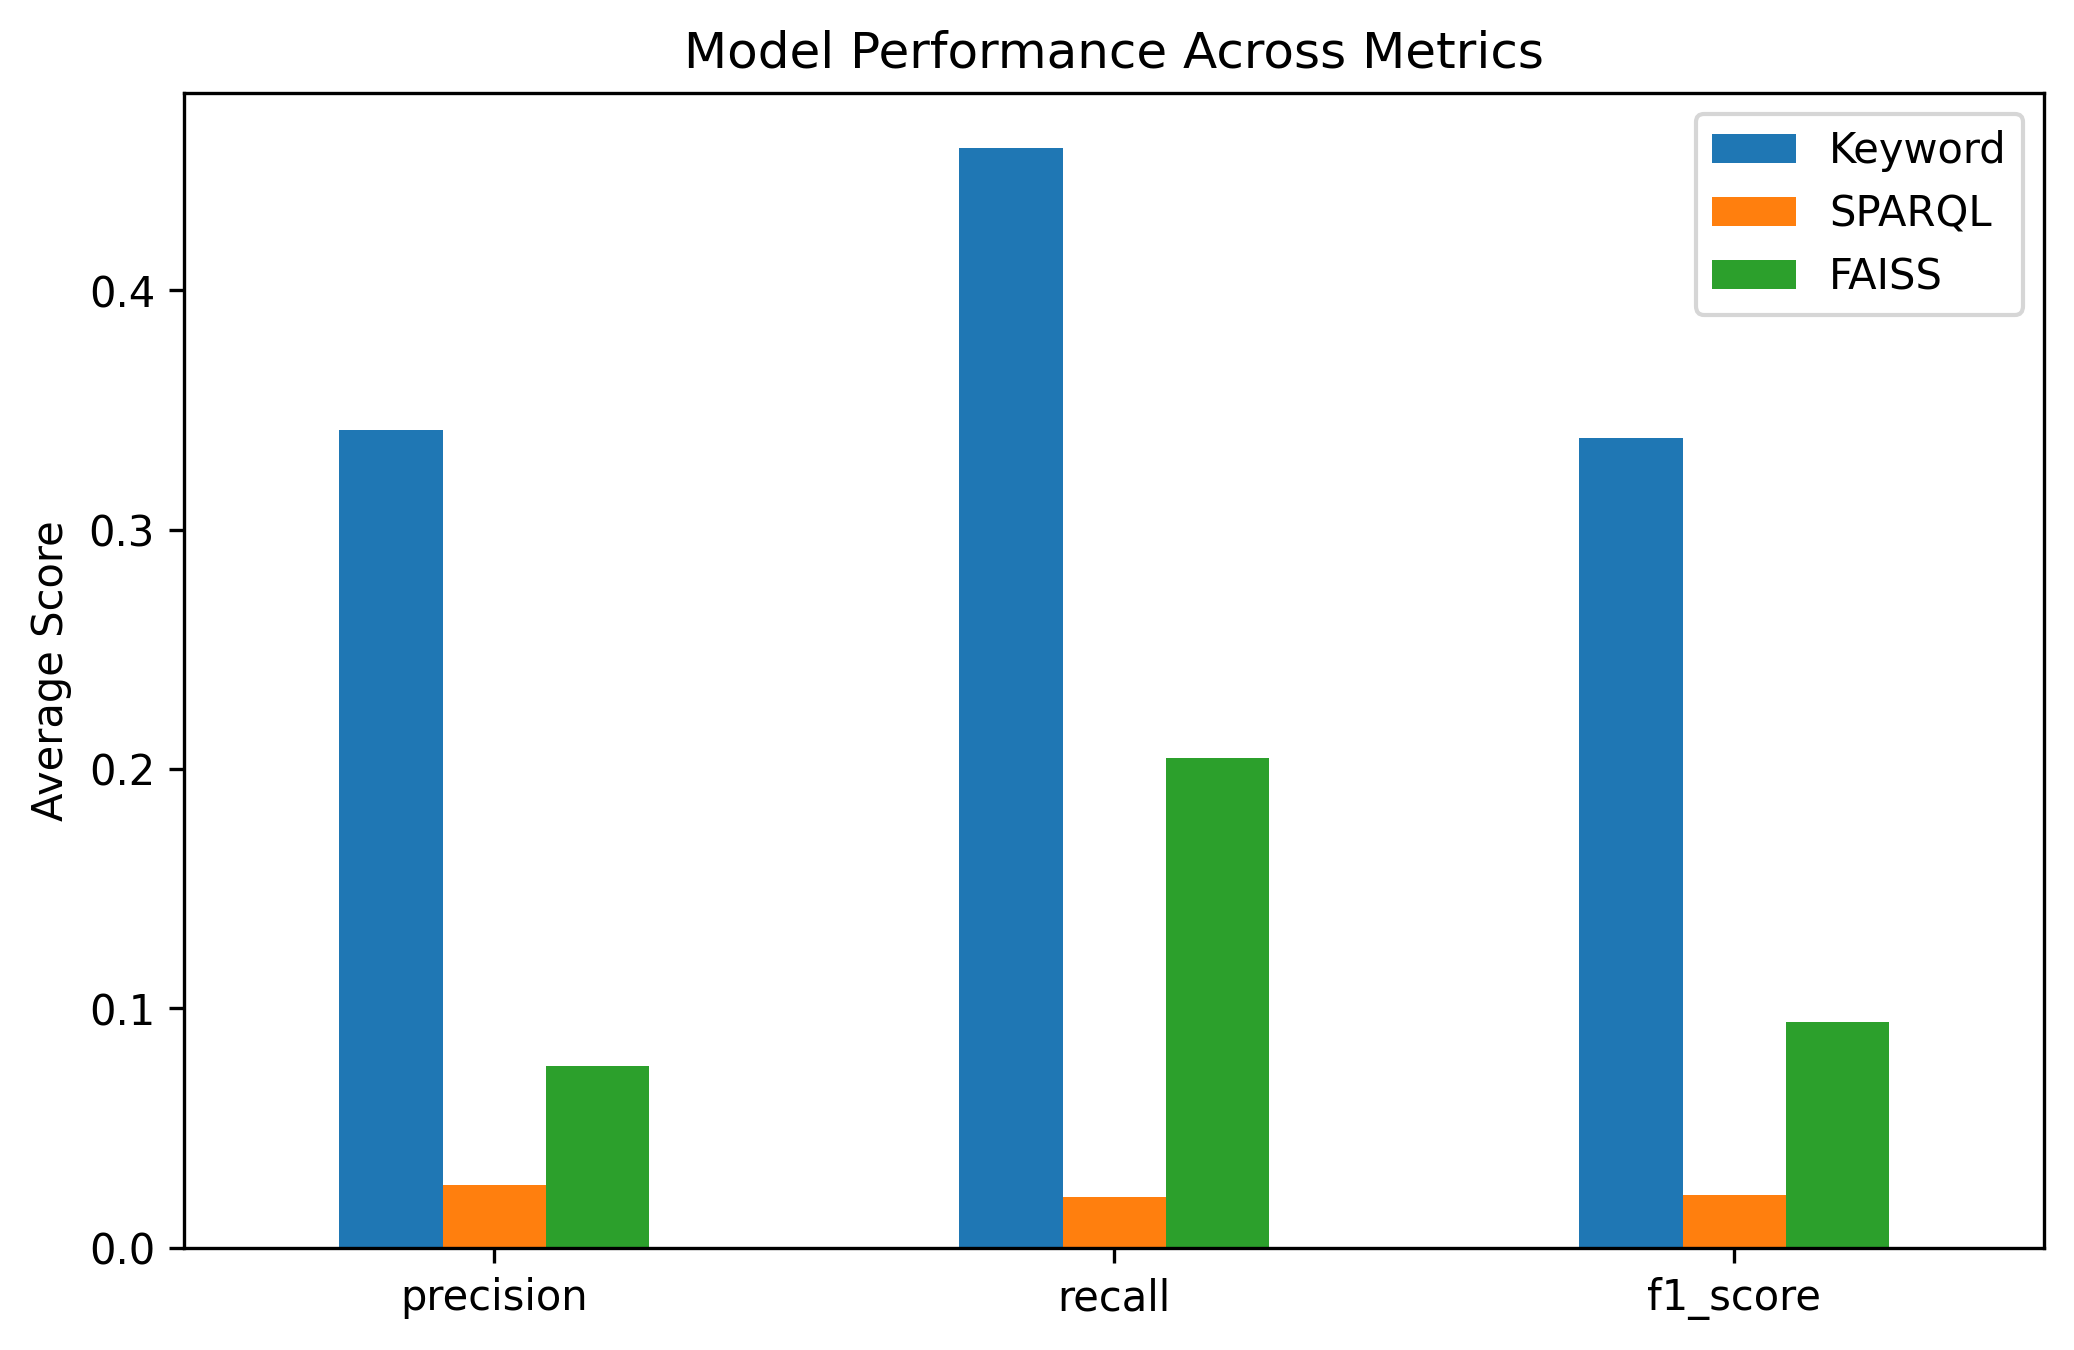 Model Performance Across Metrics
Keyword
SPARQL
FAISS
Average Score
0.4
0.3
0.2
0.1
0.0
precision
recall
f1_score